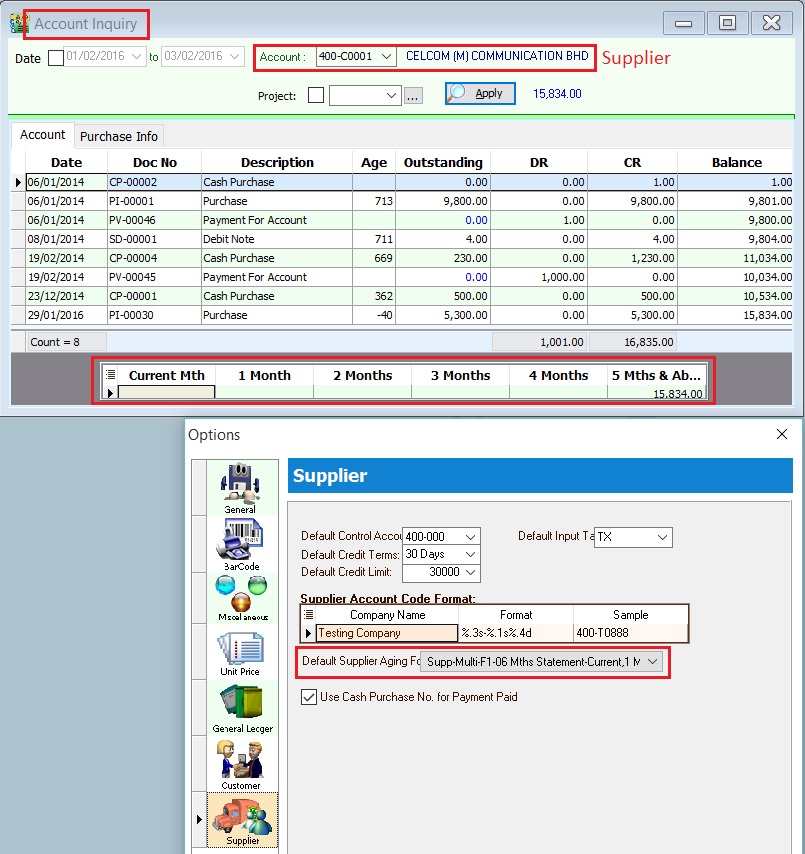 Account Inquiry
Date 01/02/2016 to 03/02/2016 Account : 400-C0001 CELCOM (M) COMMUNICATION BHD Supplier
Project: ... Apply 15,834.00
Account Purchase Info
Date Doc No Description Age Outstanding DR CR Balance
06/01/2014 CP-00002 Cash Purchase 0.00 0.00 1.00 1.00
06/01/2014 PI-00001 Purchase 713 9,800.00 0.00 9,800.00 9,801.00
06/01/2014 PV-00046 Payment For Account 0.00 1.00 0.00 9,800.00
08/01/2014 SD-00001 Debit Note 711 4.00 0.00 4.00 9,804.00
19/02/2014 CP-00004 Cash Purchase 669 230.00 0.00 1,230.00 11,034.00
19/02/2014 PV-00045 Payment For Account 0.00 1,000.00 0.00 10,034.00
23/12/2014 CP-00001 Cash Purchase 362 500.00 0.00 500.00 10,534.00
29/01/2016 PI-00030 Purchase -40 5,300.00 0.00 5,300.00 15,834.00
Count = 8 1,001.00 16,835.00
Current Mth 1 Month 2 Months 3 Months 4 Months 5 Mths & Ab...
15,834.00
Options
Supplier
General
BarCode
Miscellaneous
Unit Price
General Ledger
Customer
Supplier
Default Control Accou 400-000 Default Input Ta TX
Default Credit Terms: 30 Days
Default Credit Limit: 30000
Supplier Account Code Format:
Company Name Format Sample
Testing Company %.3s-%.1s%.4d 400-T0888
Default Supplier Aging Fo Supp-Multi-F1-06 Mths Statement-Current,1 M
Use Cash Purchase No. for Payment Paid